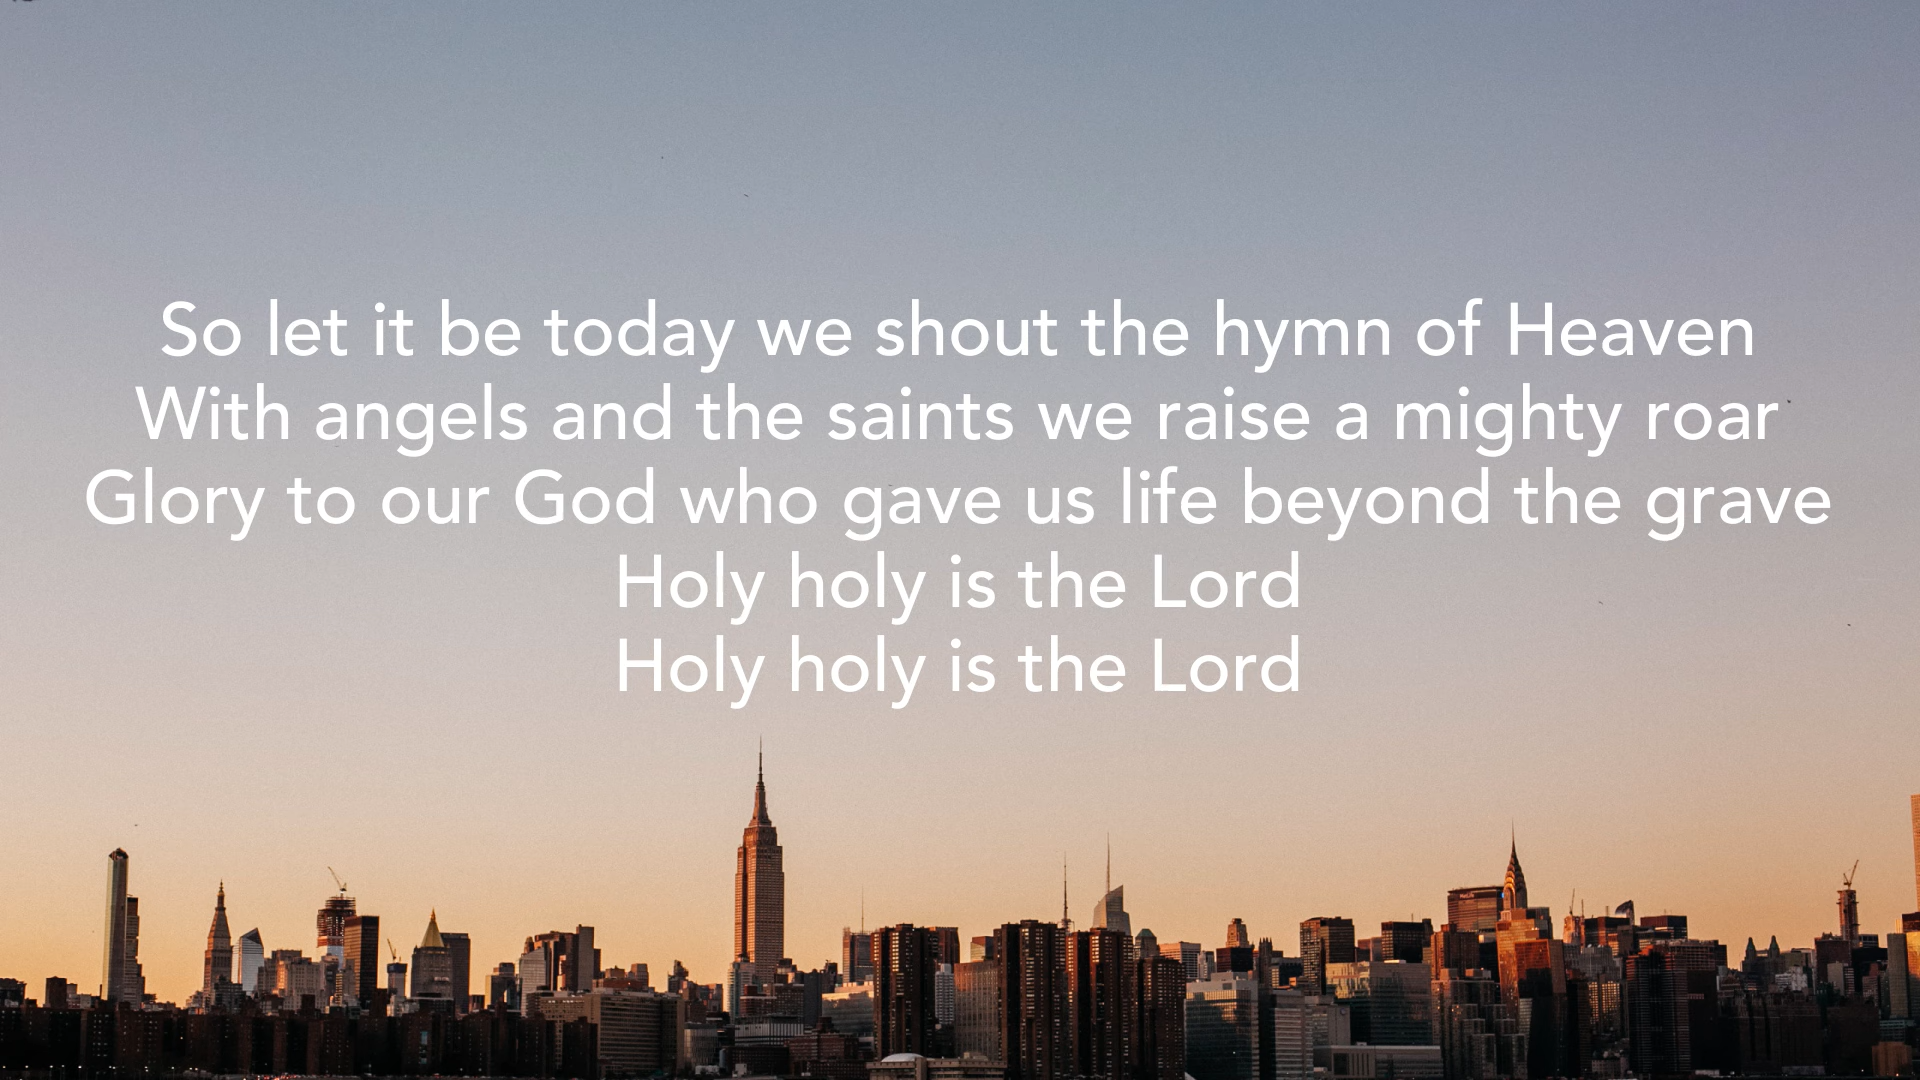 So let it be today we shout the hymn of Heaven
With angels and the saints we raise a mighty roar
Glory to our God who gave us life beyond the grave
Holy holy is the Lord
Holy holy is the Lord